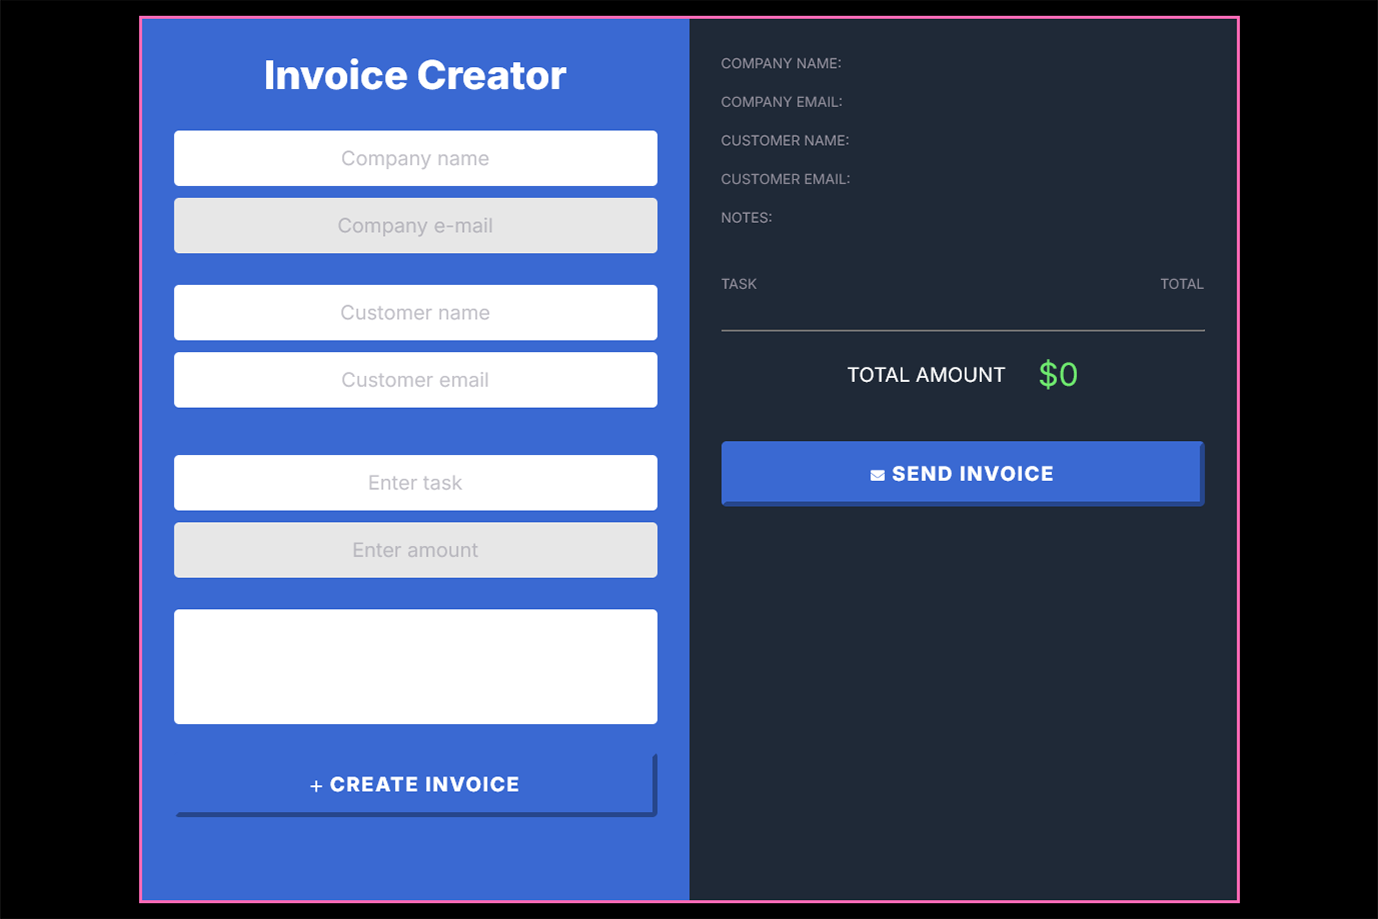 Invoice Creator
Company name
Company e-mail
Customer name
Customer email
Enter task
Enter amount
+ CREATE INVOICE
COMPANY NAME:
COMPANY EMAIL:
CUSTOMER NAME:
CUSTOMER EMAIL:
NOTES:
TASK TOTAL
TOTAL AMOUNT $0
SEND INVOICE